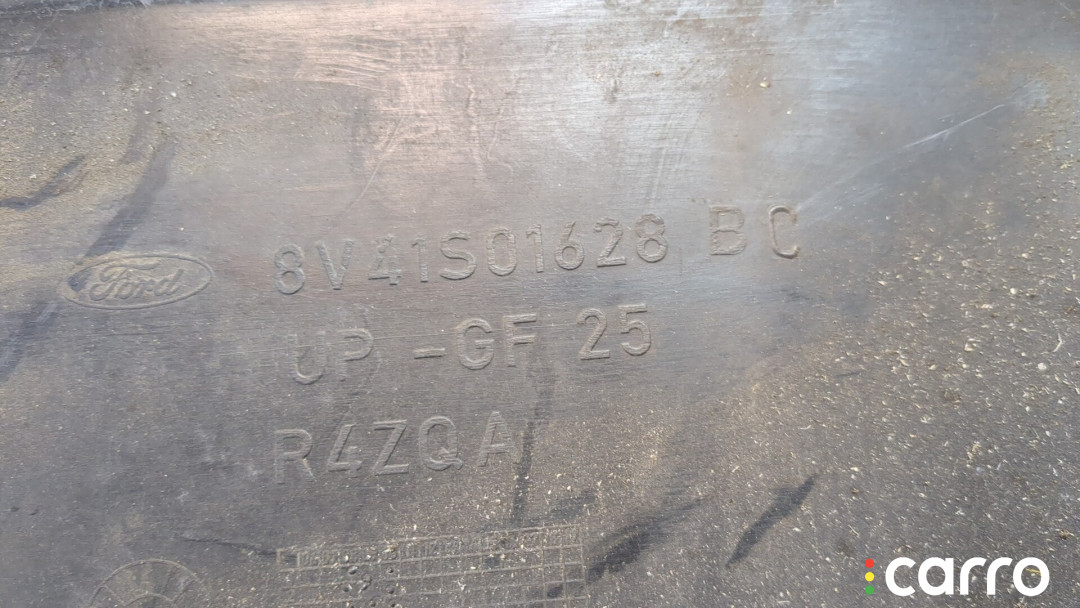 Ford 8V41S01628 BC
UP -GF 25
R4ZQA
carro